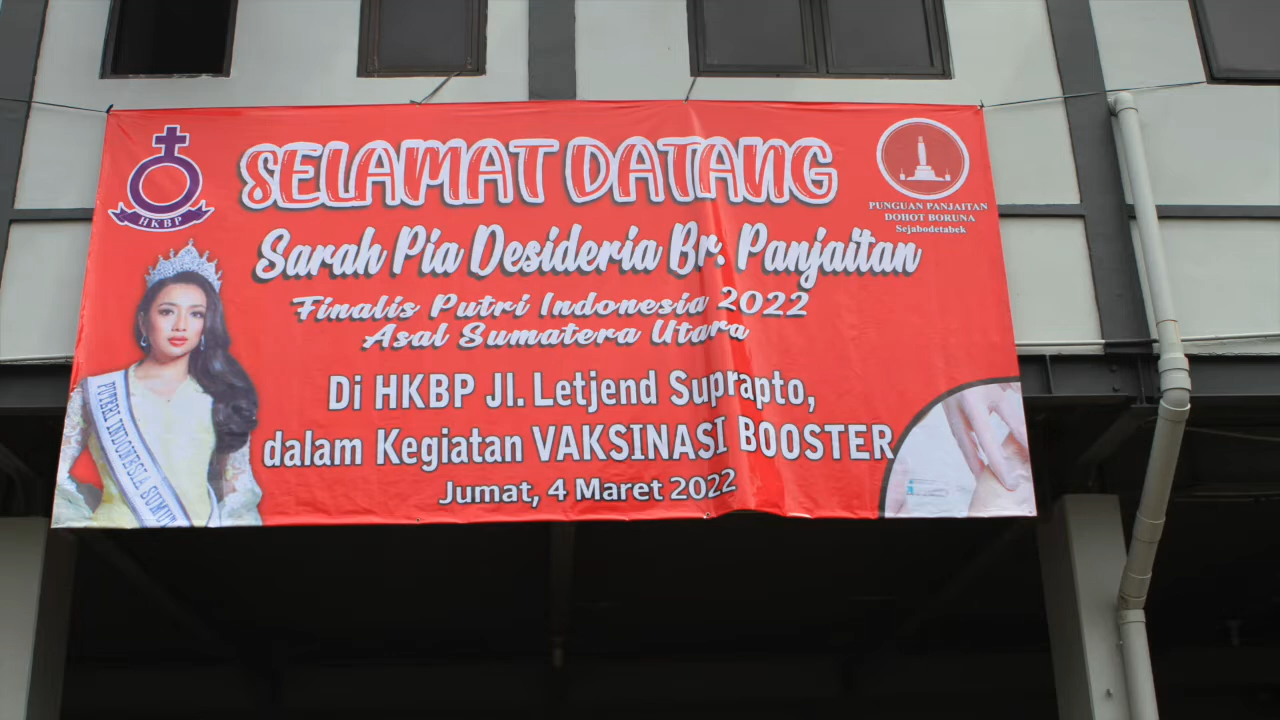 SELAMAT DATANG
Sarah Pia Desideria Br. Panjaitan
Finalis Putri Indonesia 2022
Asal Sumatera Utara
Di HKBP Jl. Letjend Suprapto,
dalam Kegiatan VAKSINASI BOOSTER
Jumat, 4 Maret 2022
HKBP
PUNGUAN PANJAITAN
DOHOT BORUNA
Sejabodetabek
PUTERI INDONESIA SUMUT